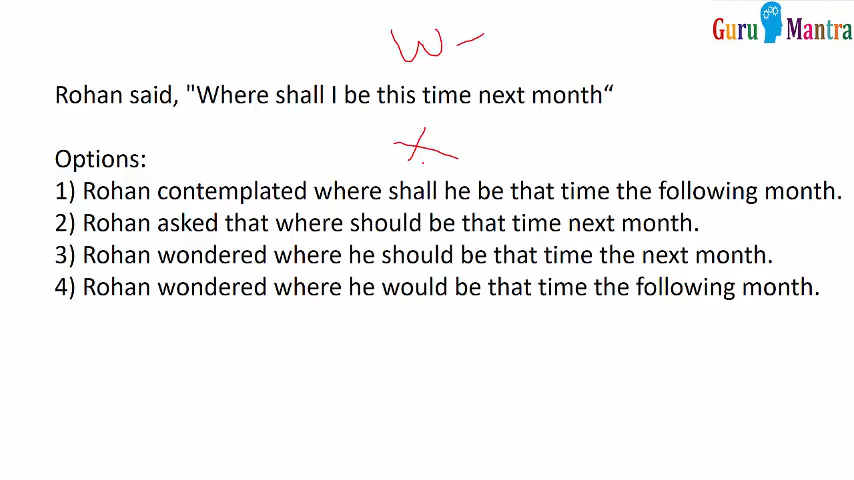 Guru Mantra
W -
Rohan said, "Where shall I be this time next month“
Options:
1) Rohan contemplated where shall he be that time the following month.
2) Rohan asked that where should be that time next month.
3) Rohan wondered where he should be that time the next month.
4) Rohan wondered where he would be that time the following month.